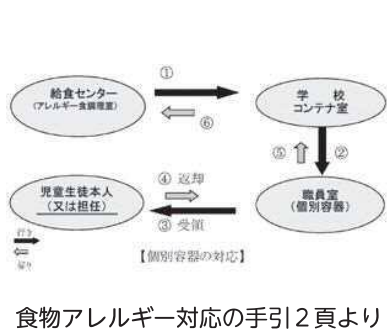 ①
給食センター
(アレルギー食調理室)
⑥
学　校
コンテナ室
⑤
②
④ 返却
児童生徒本人
(又は担任)
③ 受領
職員室
(個別容器)
行き
戻り
【個別容器の対応】
食物アレルギー対応の手引２頁より